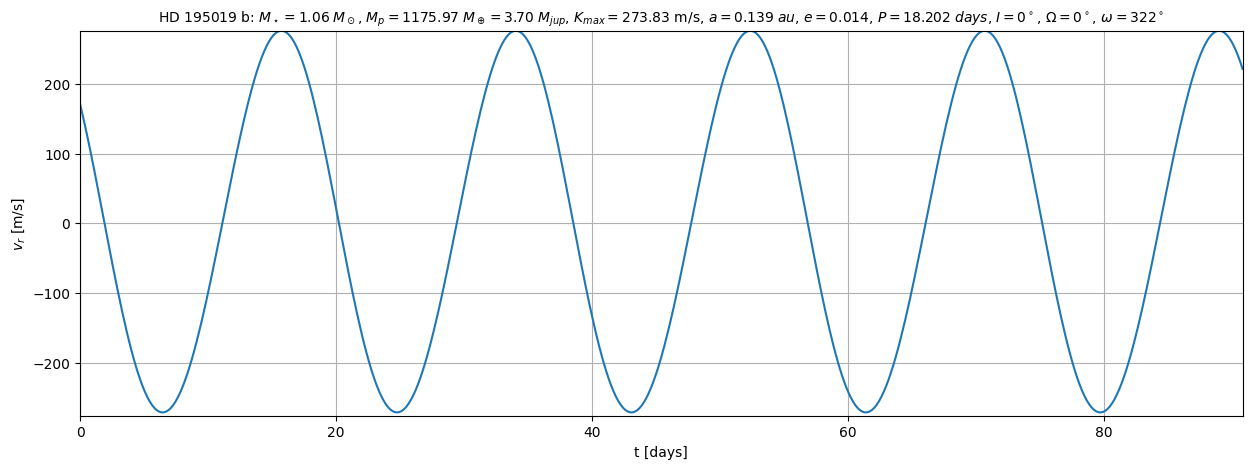 HD 195019 b: $M_\star = 1.06\ M_\odot$, $M_p = 1175.97\ M_\oplus = 3.70\ M_{jup}$, $K_{max} = 273.83$ m/s, $a = 0.139\ au$, $e = 0.014$, $P = 18.202\ days$, $I = 0^\circ$, $\Omega = 0^\circ$, $\omega = 322^\circ$
200
100
0
−100
−200
$v_r$ [m/s]
0 20 40 60 80
t [days]